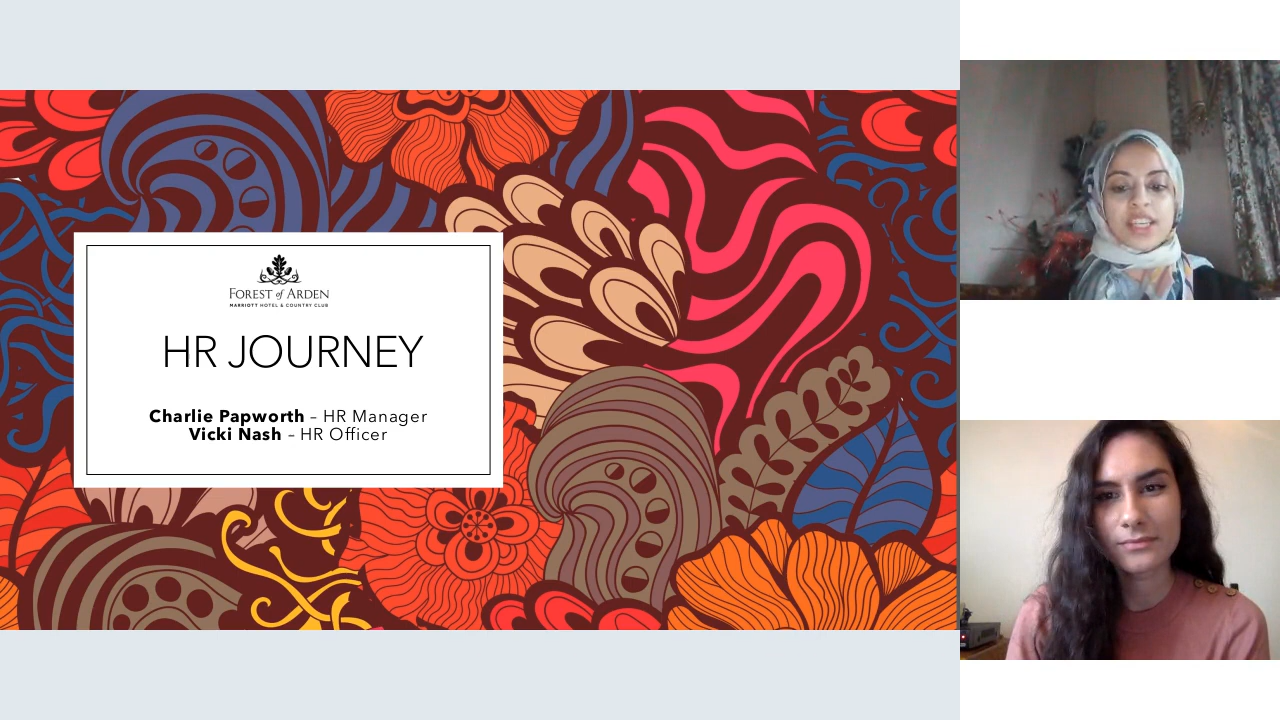 FOREST of ARDEN
MARRIOTT HOTEL & COUNTRY CLUB
HR JOURNEY
Charlie Papworth – HR Manager
Vicki Nash – HR Officer